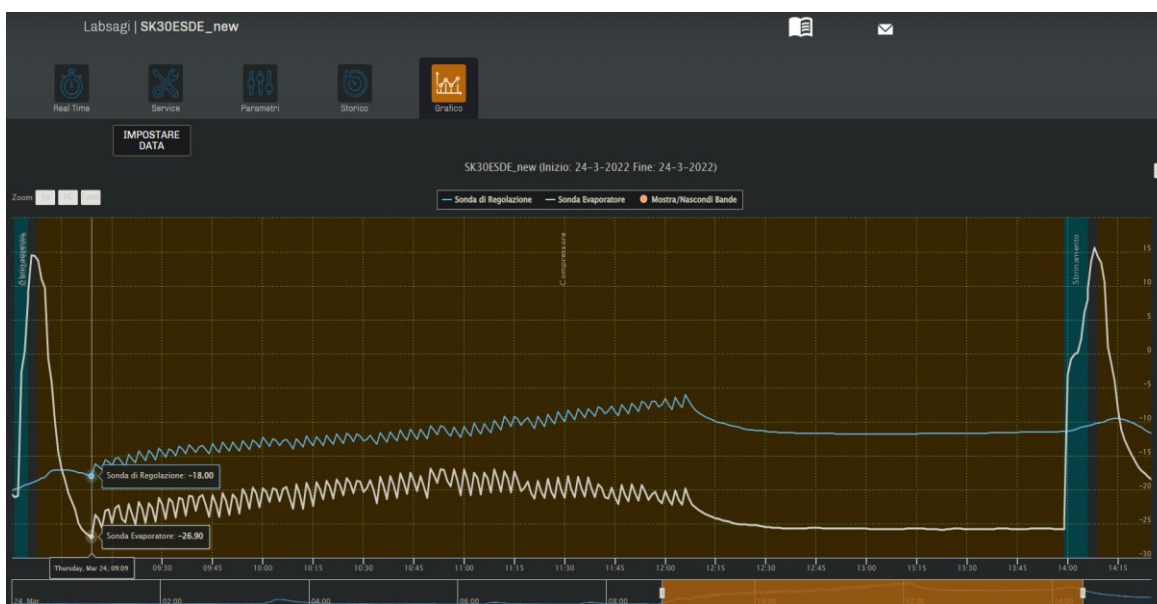 Labsagi | SK30ESDE_new
Real Time
Service
Parametri
Storico
Grafico
IMPOSTARE
DATA
SK30ESDE_new (Inizio: 24-3-2022 Fine: 24-3-2022)
Zoom
Sonda di Regolazione
Sonda Evaporatore
Mostra/Nascondi Bande
Compressore
Sbrinamento
15
10
5
0
-5
-10
-15
-20
-25
-30
Sonda di Regolazione: -18.00
Sonda Evaporatore: -26.90
Thursday, Mar 24, 09:09
09:30
09:45
10:00
10:15
10:30
10:45
11:00
11:15
11:30
11:45
12:00
12:15
12:30
12:45
13:00
13:15
13:30
13:45
14:00
14:15
24. Mar
02:00
04:00
06:00
08:00
10:00
12:00
14:00